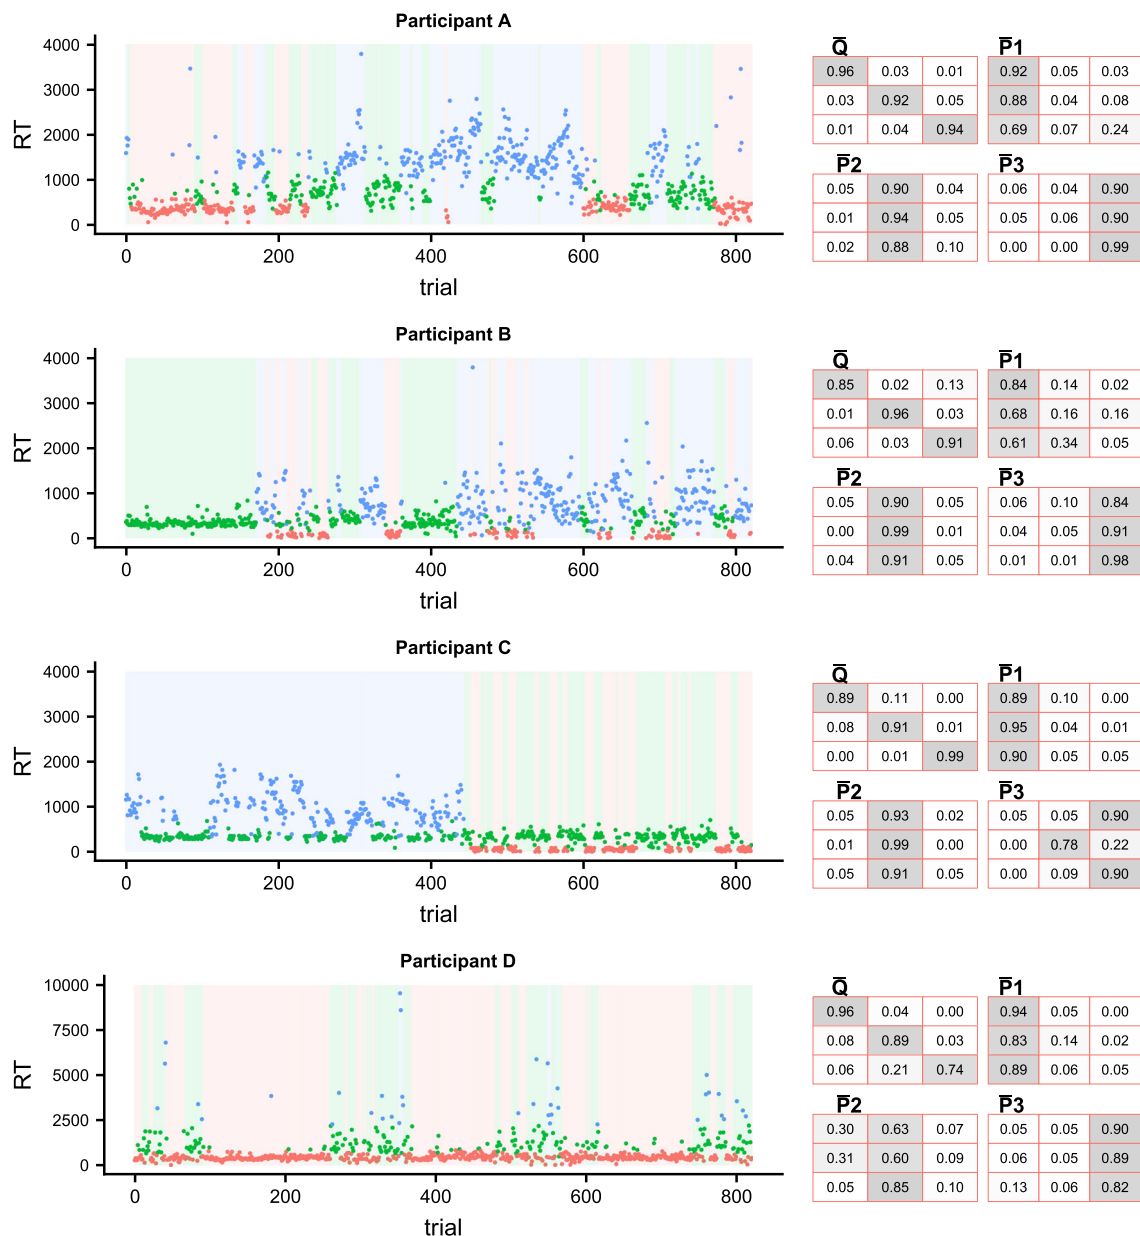 Participant A
4000
3000
2000
1000
0
RT
0 200 400 600 800
trial
Q̅ P̅1
0.96 0.03 0.01 0.92 0.05 0.03
0.03 0.92 0.05 0.88 0.04 0.08
0.01 0.04 0.94 0.69 0.07 0.24
P̅2 P̅3
0.05 0.90 0.04 0.06 0.04 0.90
0.01 0.94 0.05 0.05 0.06 0.90
0.02 0.88 0.10 0.00 0.00 0.99
Participant B
4000
3000
2000
1000
0
RT
0 200 400 600 800
trial
Q̅ P̅1
0.85 0.02 0.13 0.84 0.14 0.02
0.01 0.96 0.03 0.68 0.16 0.16
0.06 0.03 0.91 0.61 0.34 0.05
P̅2 P̅3
0.05 0.90 0.05 0.06 0.10 0.84
0.00 0.99 0.01 0.04 0.05 0.91
0.04 0.91 0.05 0.01 0.01 0.98
Participant C
4000
3000
2000
1000
0
RT
0 200 400 600 800
trial
Q̅ P̅1
0.89 0.11 0.00 0.89 0.10 0.00
0.08 0.91 0.01 0.95 0.04 0.01
0.00 0.01 0.99 0.90 0.05 0.05
P̅2 P̅3
0.05 0.93 0.02 0.05 0.05 0.90
0.01 0.99 0.00 0.00 0.78 0.22
0.05 0.91 0.05 0.00 0.09 0.90
Participant D
10000
7500
5000
2500
0
RT
0 200 400 600 800
trial
Q̅ P̅1
0.96 0.04 0.00 0.94 0.05 0.00
0.08 0.89 0.03 0.83 0.14 0.02
0.06 0.21 0.74 0.89 0.06 0.05
P̅2 P̅3
0.30 0.63 0.07 0.05 0.05 0.90
0.31 0.60 0.09 0.06 0.05 0.89
0.05 0.85 0.10 0.13 0.06 0.82